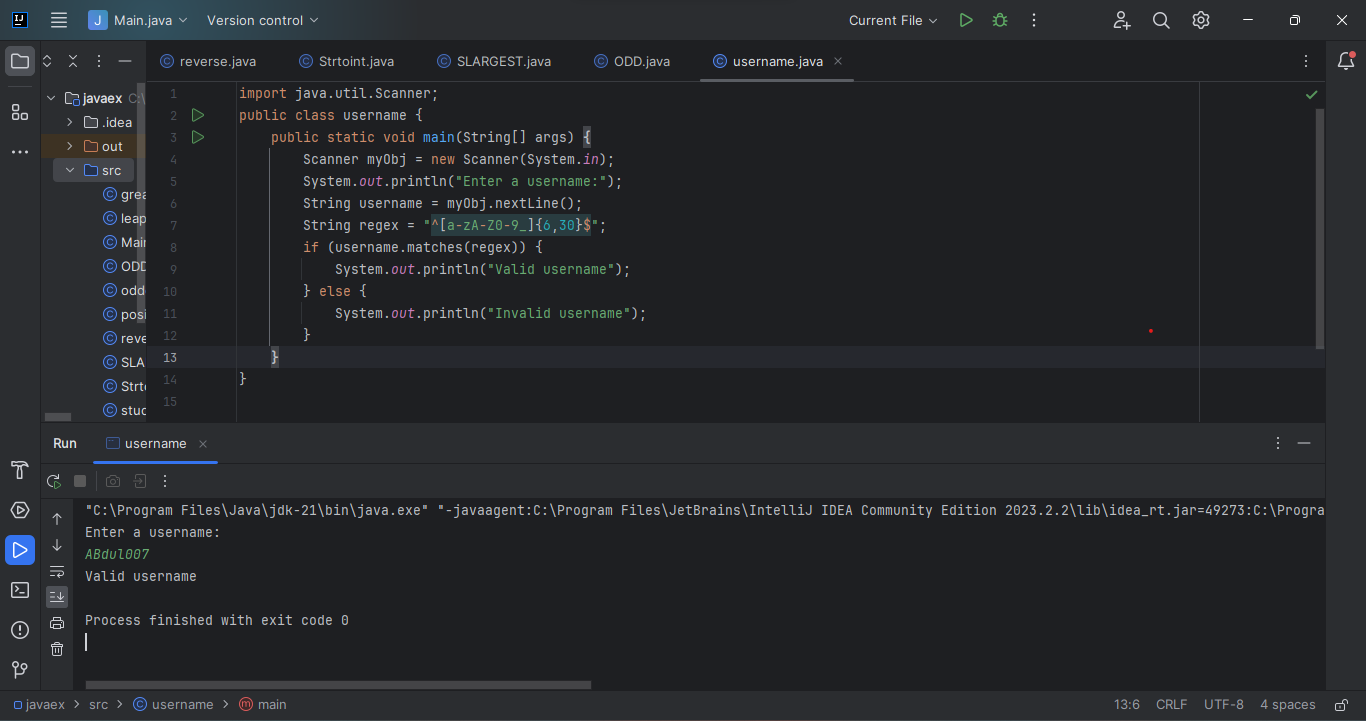 J Main.java Version control Current File
reverse.java Strtoint.java SLARGEST.java ODD.java username.java
javaex C:\
.idea
out
src
grea
leap
Mai
ODD
odd
posi
reve
SLA
Strt
stud
1 import java.util.Scanner;
2 public class username {
3 public static void main(String[] args) {
4 Scanner myObj = new Scanner(System.in);
5 System.out.println("Enter a username:");
6 String username = myObj.nextLine();
7 String regex = "^[a-zA-Z0-9_]{6,30}$";
8 if (username.matches(regex)) {
9 System.out.println("Valid username");
10 } else {
11 System.out.println("Invalid username");
12 }
13 }
14 }
15
Run username
"C:\Program Files\Java\jdk-21\bin\java.exe" "-javaagent:C:\Program Files\JetBrains\IntelliJ IDEA Community Edition 2023.2.2\lib\idea_rt.jar=49273:C:\Progra
Enter a username:
ABdul007
Valid username
Process finished with exit code 0
javaex > src > username > main 13:6 CRLF UTF-8 4 spaces